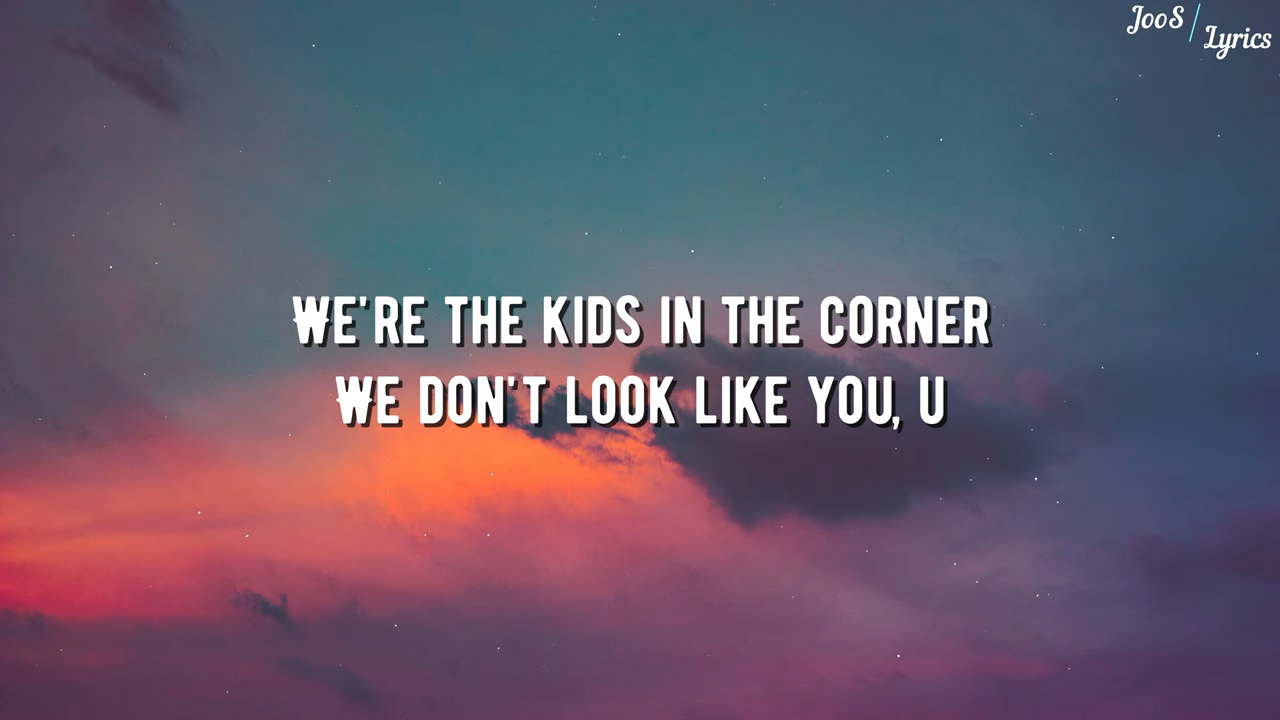 JooS / Lyrics
WE'RE THE KIDS IN THE CORNER
WE DON'T LOOK LIKE YOU, U